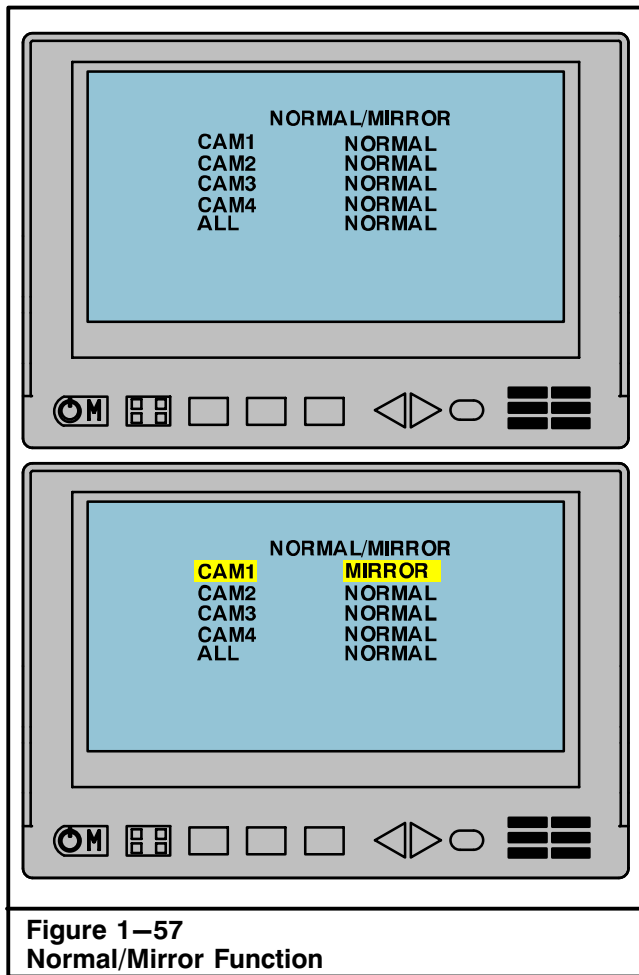 NORMAL/MIRROR
CAM1 NORMAL
CAM2 NORMAL
CAM3 NORMAL
CAM4 NORMAL
ALL NORMAL
M
NORMAL/MIRROR
CAM1 MIRROR
CAM2 NORMAL
CAM3 NORMAL
CAM4 NORMAL
ALL NORMAL
M
Figure 1—57
Normal/Mirror Function